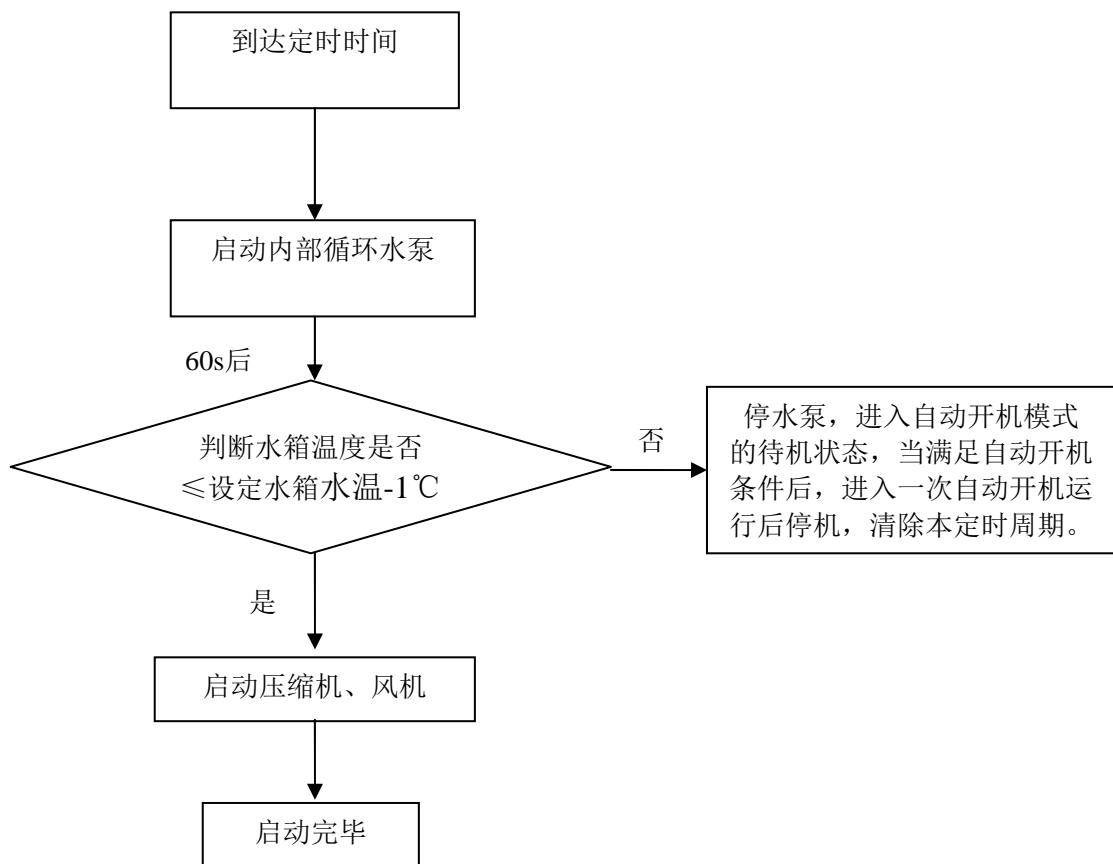 到达定时时间
启动内部循环水泵
60s后
判断水箱温度是否
≤设定水箱水温-1℃
否
停水泵，进入自动开机模式
的待机状态，当满足自动开机
条件后，进入一次自动开机运
行后停机，清除本定时周期。
是
启动压缩机、风机
启动完毕